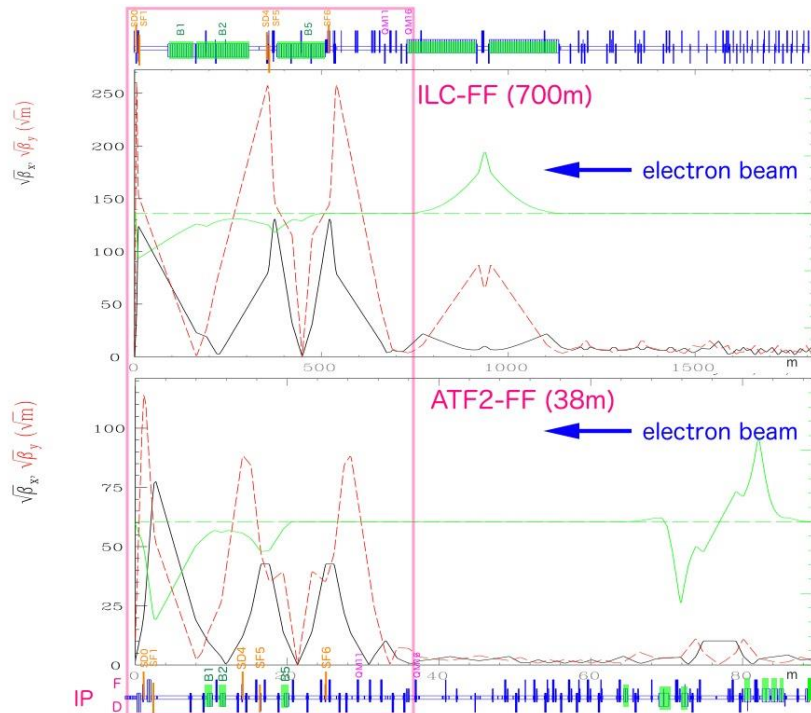 SD0 SF1 B1 B2 SD4 SF5 B5 SF6 QM11 QM16
ILC-FF (700m)
electron beam
√βx, √βy (√m)
250
200
150
100
50
0
0 500 1000 1500 m
ATF2-FF (38m)
electron beam
√βx, √βy (√m)
100
75
50
25
0
0 20 40 60 80 m
SD0 SF1 B1 B2 SD4 SF5 B5 SF6 QM11 QM16
F
IP
D